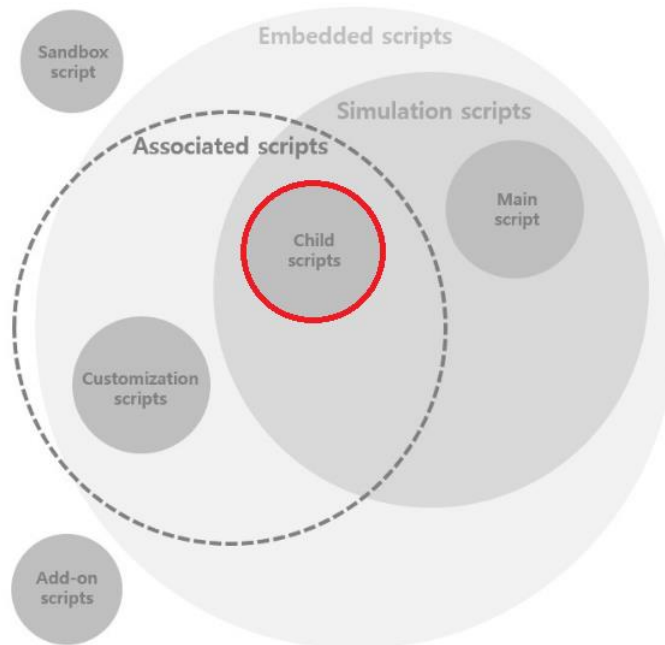 Embedded scripts
Sandbox
script
Simulation scripts
Associated scripts
Main
script
Child
scripts
Customization
scripts
Add-on
scripts